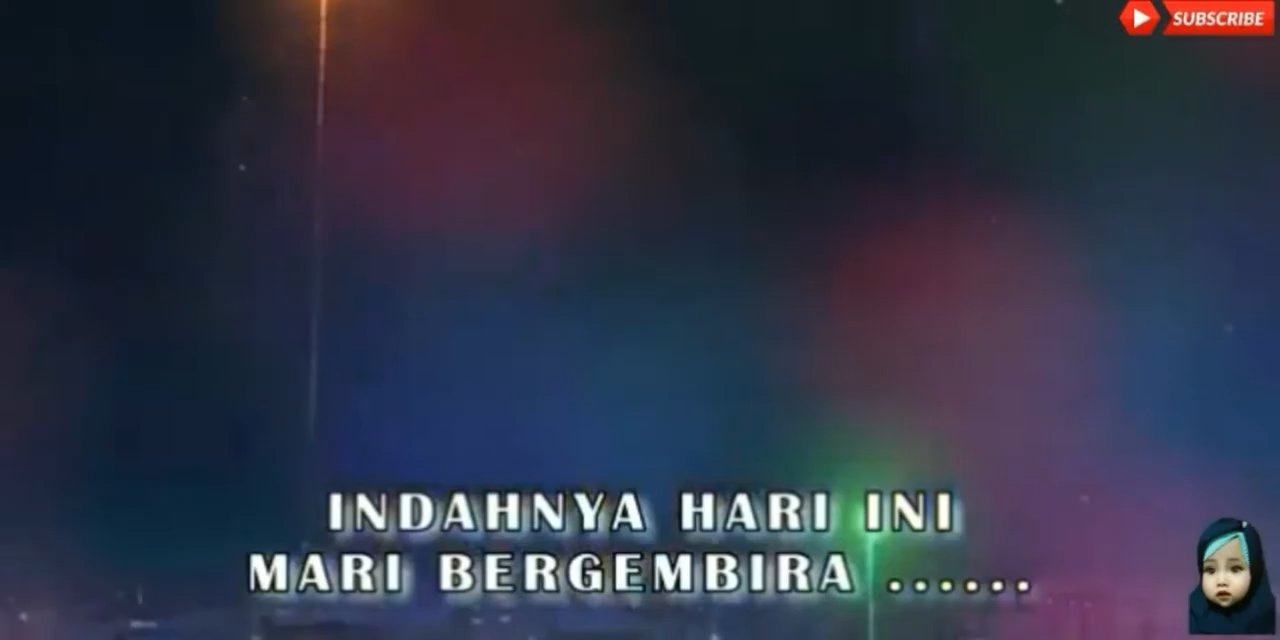 SUBSCRIBE
INDAHNYA HARI INI
MARI BERGEMBIRA ......